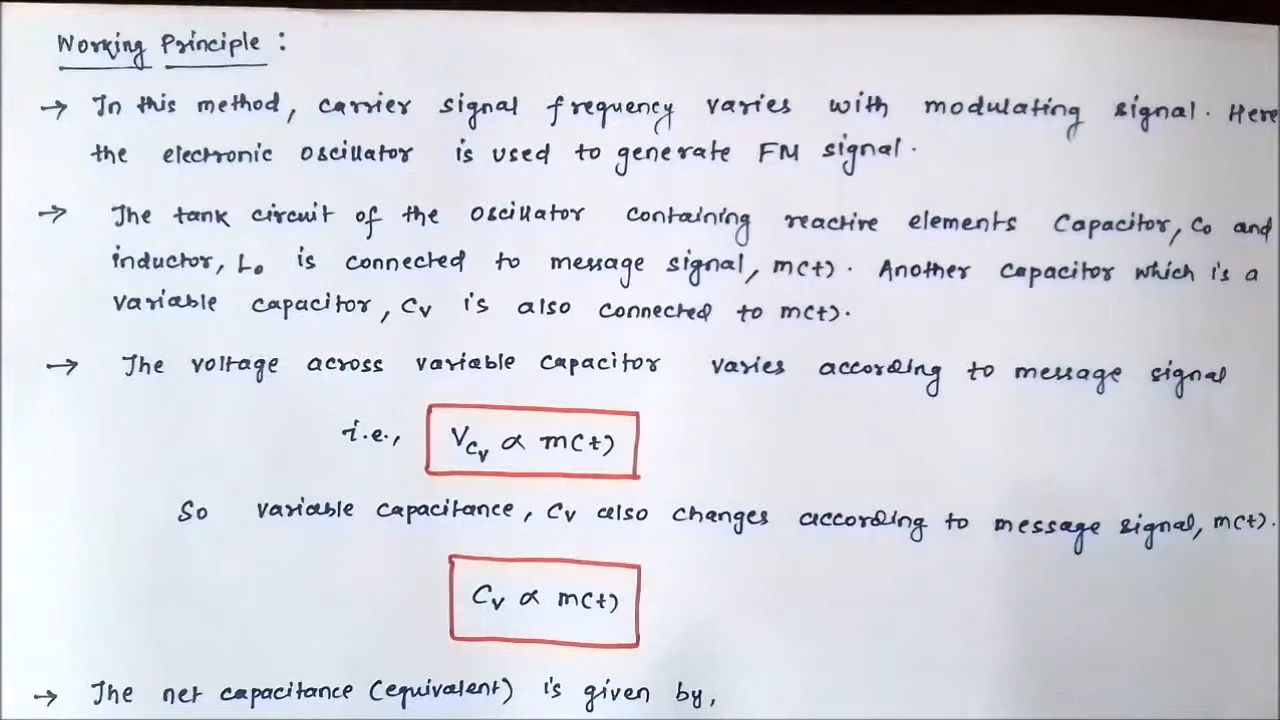 Working Principle :
→ In this method, carrier signal frequency varies with modulating signal. Here
the electronic oscillator is used to generate FM signal.
→ The tank circuit of the oscillator containing reactive elements Capacitor, Co and
inductor, Lo is connected to message signal, m(t). Another capacitor which is a
variable capacitor, Cv is also connected to m(t).
→ The voltage across variable capacitor varies according to message signal
i.e., VCv ∝ m(t)
So variable capacitance, Cv also changes according to message signal, m(t).
Cv ∝ m(t)
→ The net capacitance (equivalent) is given by,